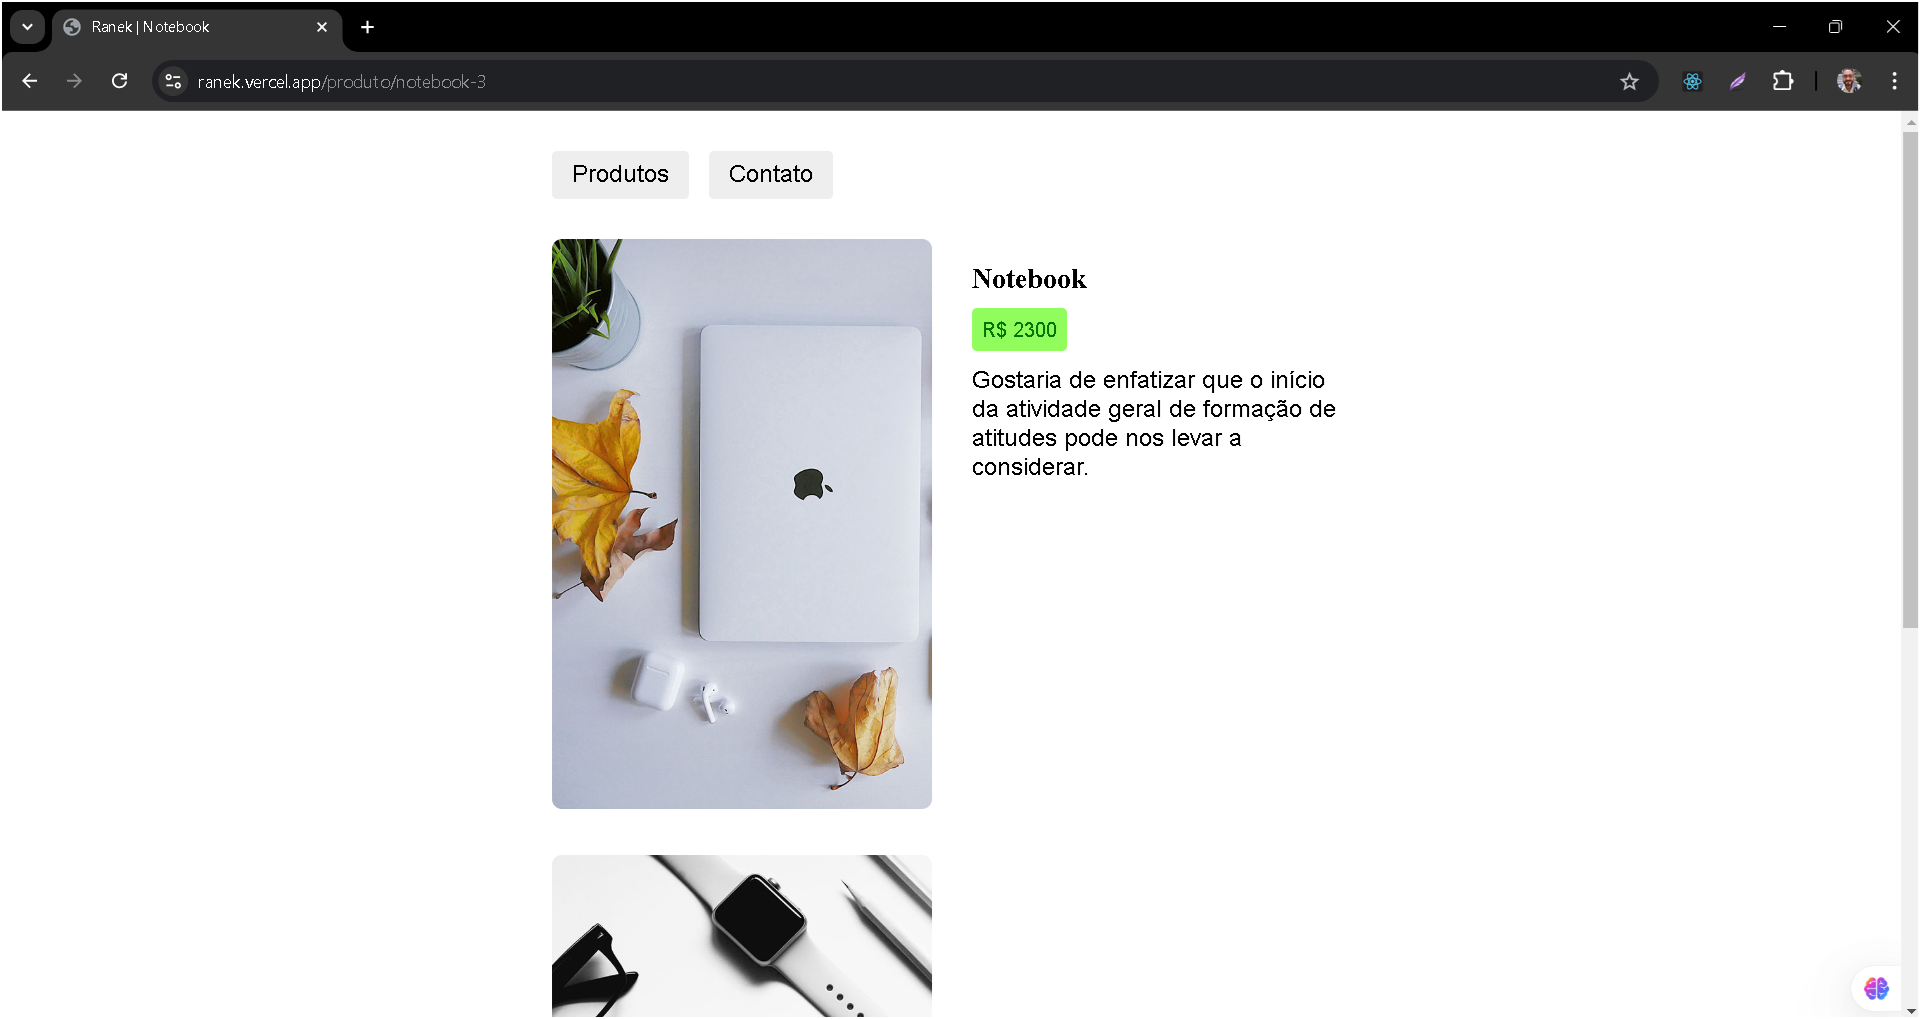 Ranek | Notebook
ranek.vercel.app/produto/notebook-3
Produtos
Contato
Notebook
R$ 2300
Gostaria de enfatizar que o início
da atividade geral de formação de
atitudes pode nos levar a
considerar.